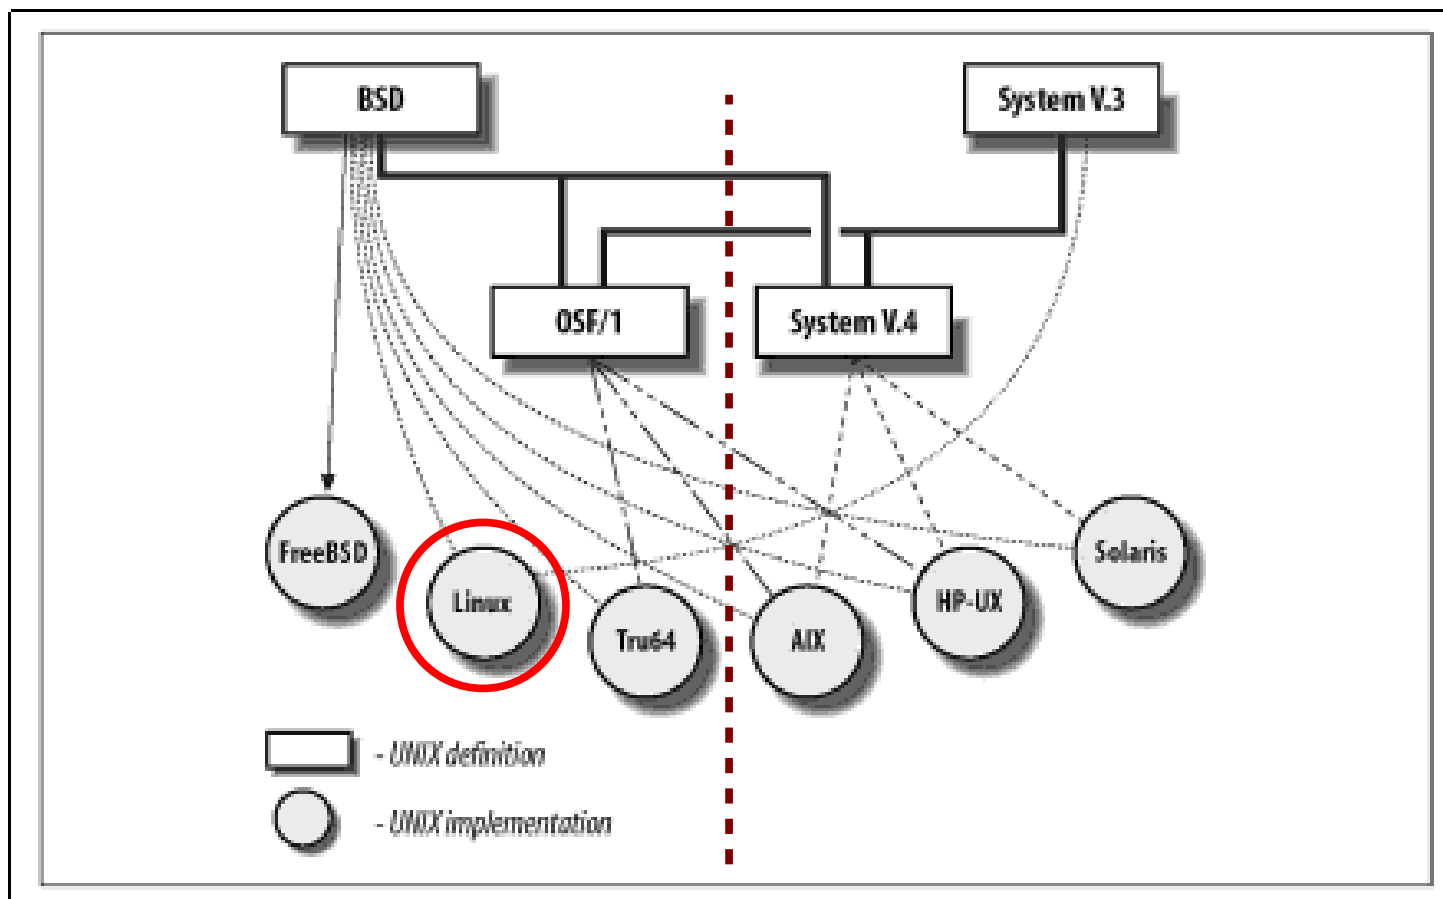 BSD
System V.3
OSF/1
System V.4
FreeBSD
Linux
Tru64
AIX
HP-UX
Solaris
- UNIX definition
- UNIX implementation